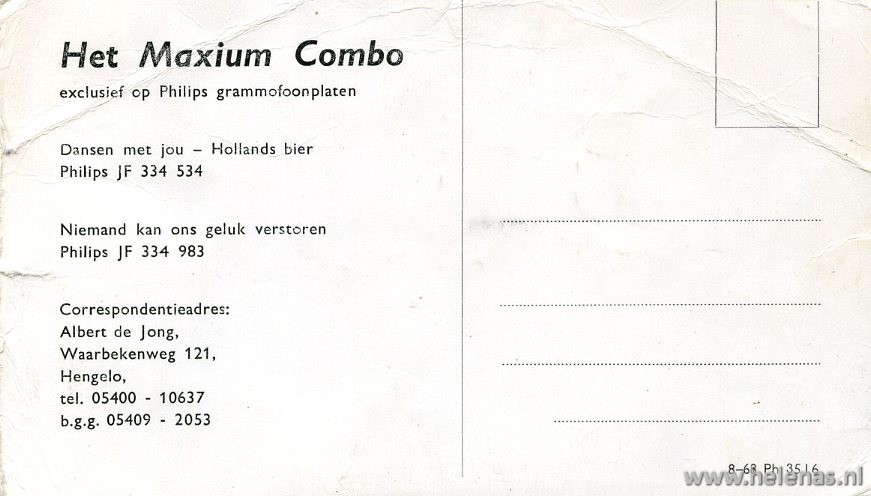 Het Maxium Combo
exclusief op Philips grammofoonplaten
Dansen met jou – Hollands bier
Philips JF 334 534
Niemand kan ons geluk verstoren
Philips JF 334 983
Correspondentieadres:
Albert de Jong,
Waarbekenweg 121,
Hengelo,
tel. 05400 - 10637
b.g.g. 05409 - 2053
Ph 3516
www.helenas.nl